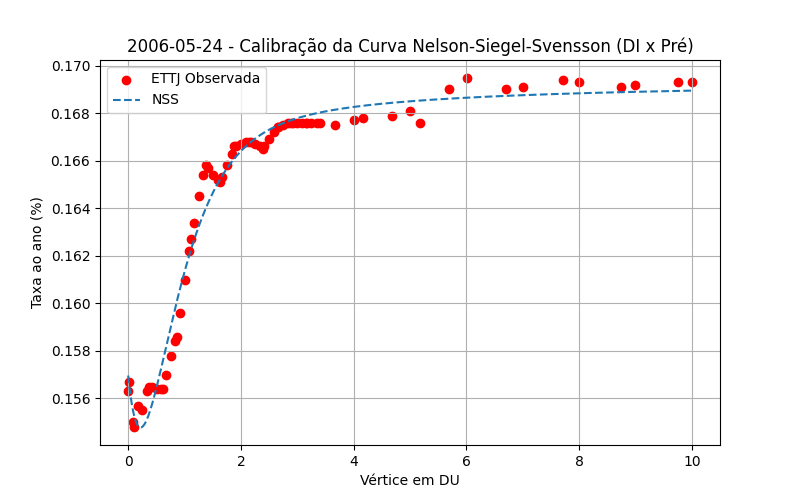 2006-05-24 - Calibração da Curva Nelson-Siegel-Svensson (DI x Pré)
ETTJ Observada
NSS
Taxa ao ano (%)
0.170
0.168
0.166
0.164
0.162
0.160
0.158
0.156
0 2 4 6 8 10
Vértice em DU